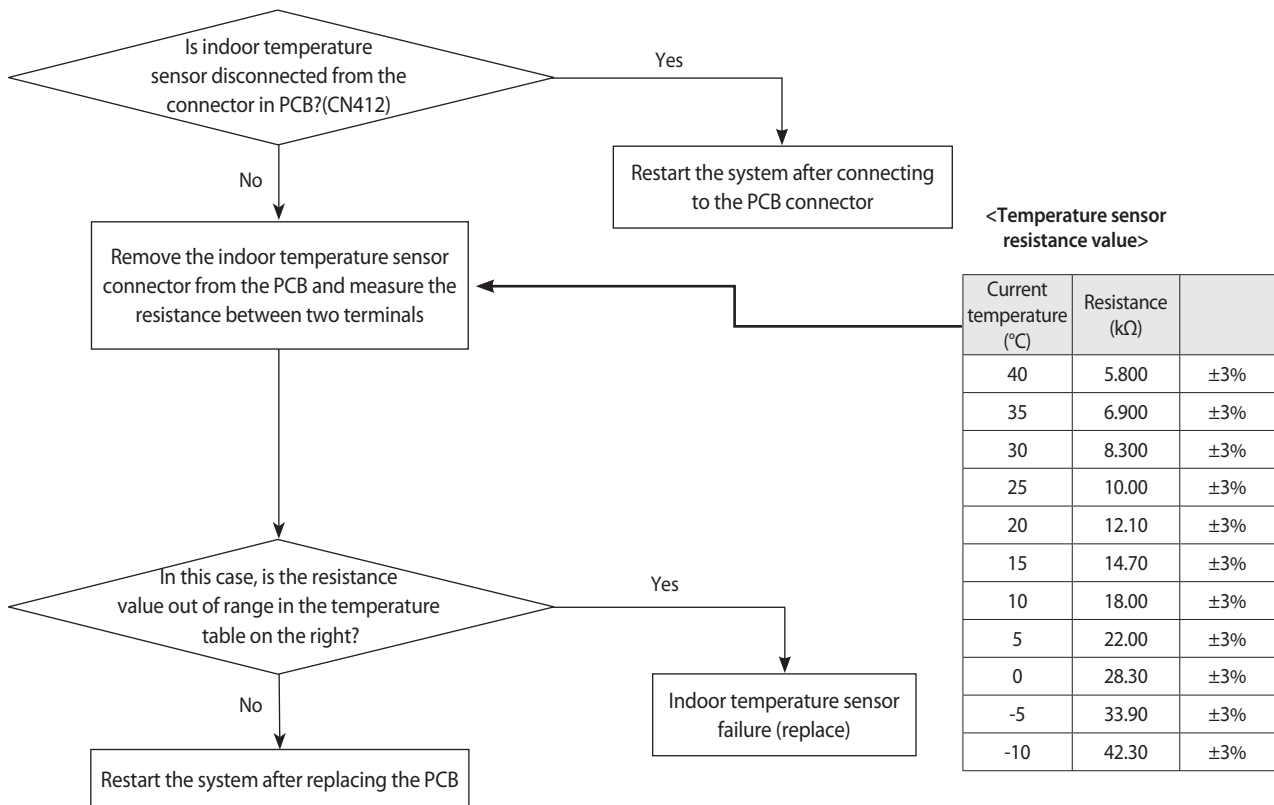 Is indoor temperature
sensor disconnected from the
connector in PCB?(CN412)
Yes
Restart the system after connecting
to the PCB connector
No
Remove the indoor temperature sensor
connector from the PCB and measure the
resistance between two terminals
In this case, is the resistance
value out of range in the temperature
table on the right?
Yes
Indoor temperature sensor
failure (replace)
No
Restart the system after replacing the PCB
<Temperature sensor
resistance value>
Current
temperature
(°C)
Resistance
(kΩ)
40 5.800 ±3%
35 6.900 ±3%
30 8.300 ±3%
25 10.00 ±3%
20 12.10 ±3%
15 14.70 ±3%
10 18.00 ±3%
5 22.00 ±3%
0 28.30 ±3%
-5 33.90 ±3%
-10 42.30 ±3%